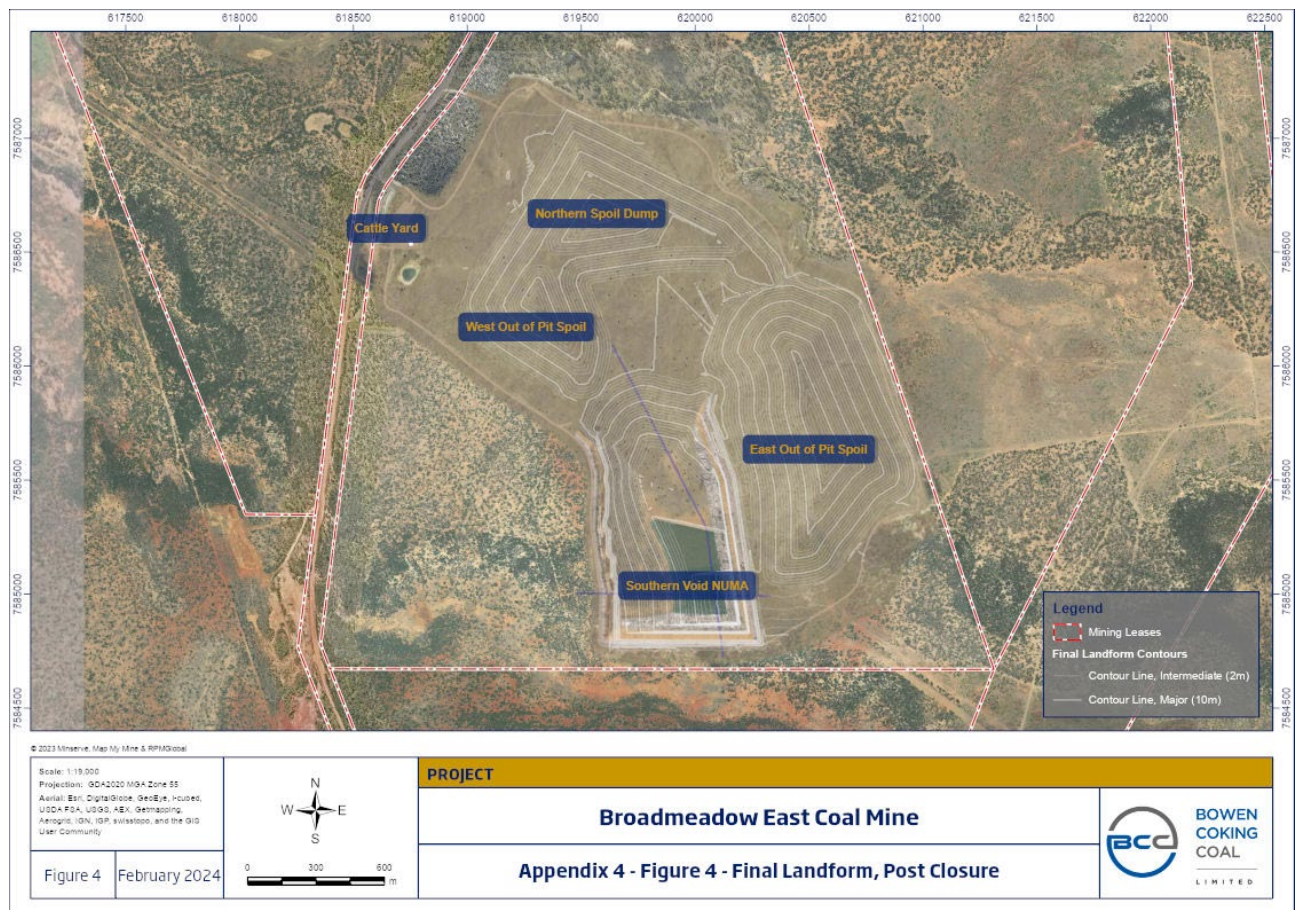 617500 618000 618500 619000 619500 620000 620500 621000 621500 622000 622500
7587000
7586500
7586000
7585500
7585000
7584500
7587000
7586500
7586000
7585500
7585000
7584500
Northern Spoil Dump
Cattle Yard
West Out of Pit Spoil
East Out of Pit Spoil
Southern Void NUMA
Legend
Mining Leases
Final Landform Contours
Contour Line, Intermediate (2m)
Contour Line, Major (10m)
© 2023 Minserve, Map My Mine & RPMGlobal
Scale: 1:19,000
Projection: GDA2020 MGA Zone 55
Aerial: Esri, DigitalGlobe, GeoEye, i-cubed,
USDA FSA, USGS, AEX, Getmapping,
Aerogrid, IGN, IGP, swisstopo, and the GIS
User Community
Figure 4
February 2024
N
W E
S
0 300 600
m
PROJECT
Broadmeadow East Coal Mine
Appendix 4 - Figure 4 - Final Landform, Post Closure
BCC
BOWEN
COKING
COAL
LIMITED